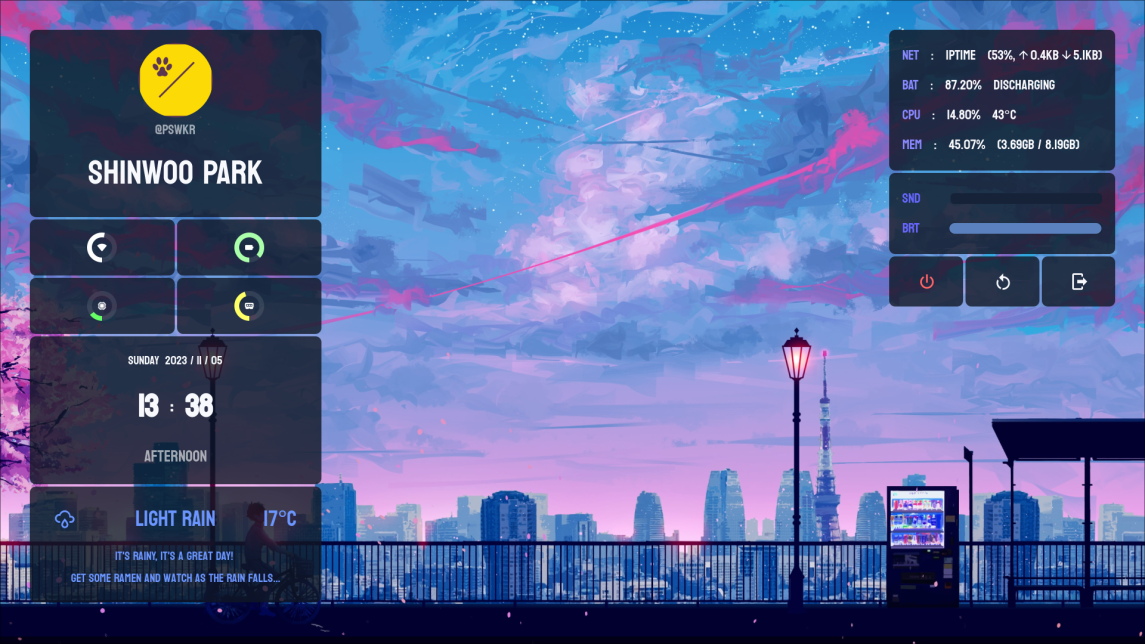 @PSWKR
SHINWOO PARK
SUNDAY 2023 / 11 / 05
13 : 38
AFTERNOON
LIGHT RAIN 17°C
IT'S RAINY, IT'S A GREAT DAY!
GET SOME RAMEN AND WATCH AS THE RAIN FALLS...
NET : IPTIME (53%, ↑ 0.4KB ↓ 5.1KB)
BAT : 87.20% DISCHARGING
CPU : 14.80% 43°C
MEM : 45.07% (3.69GB / 8.19GB)
SND
BRT